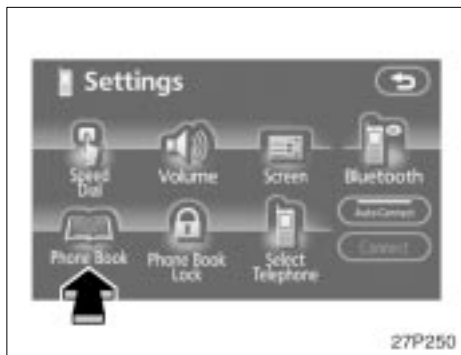 Settings
Speed
Dial
Volume
Screen
Bluetooth
Auto Connect
Connect
Phone Book
Phone Book
Lock
Select
Telephone
27P250